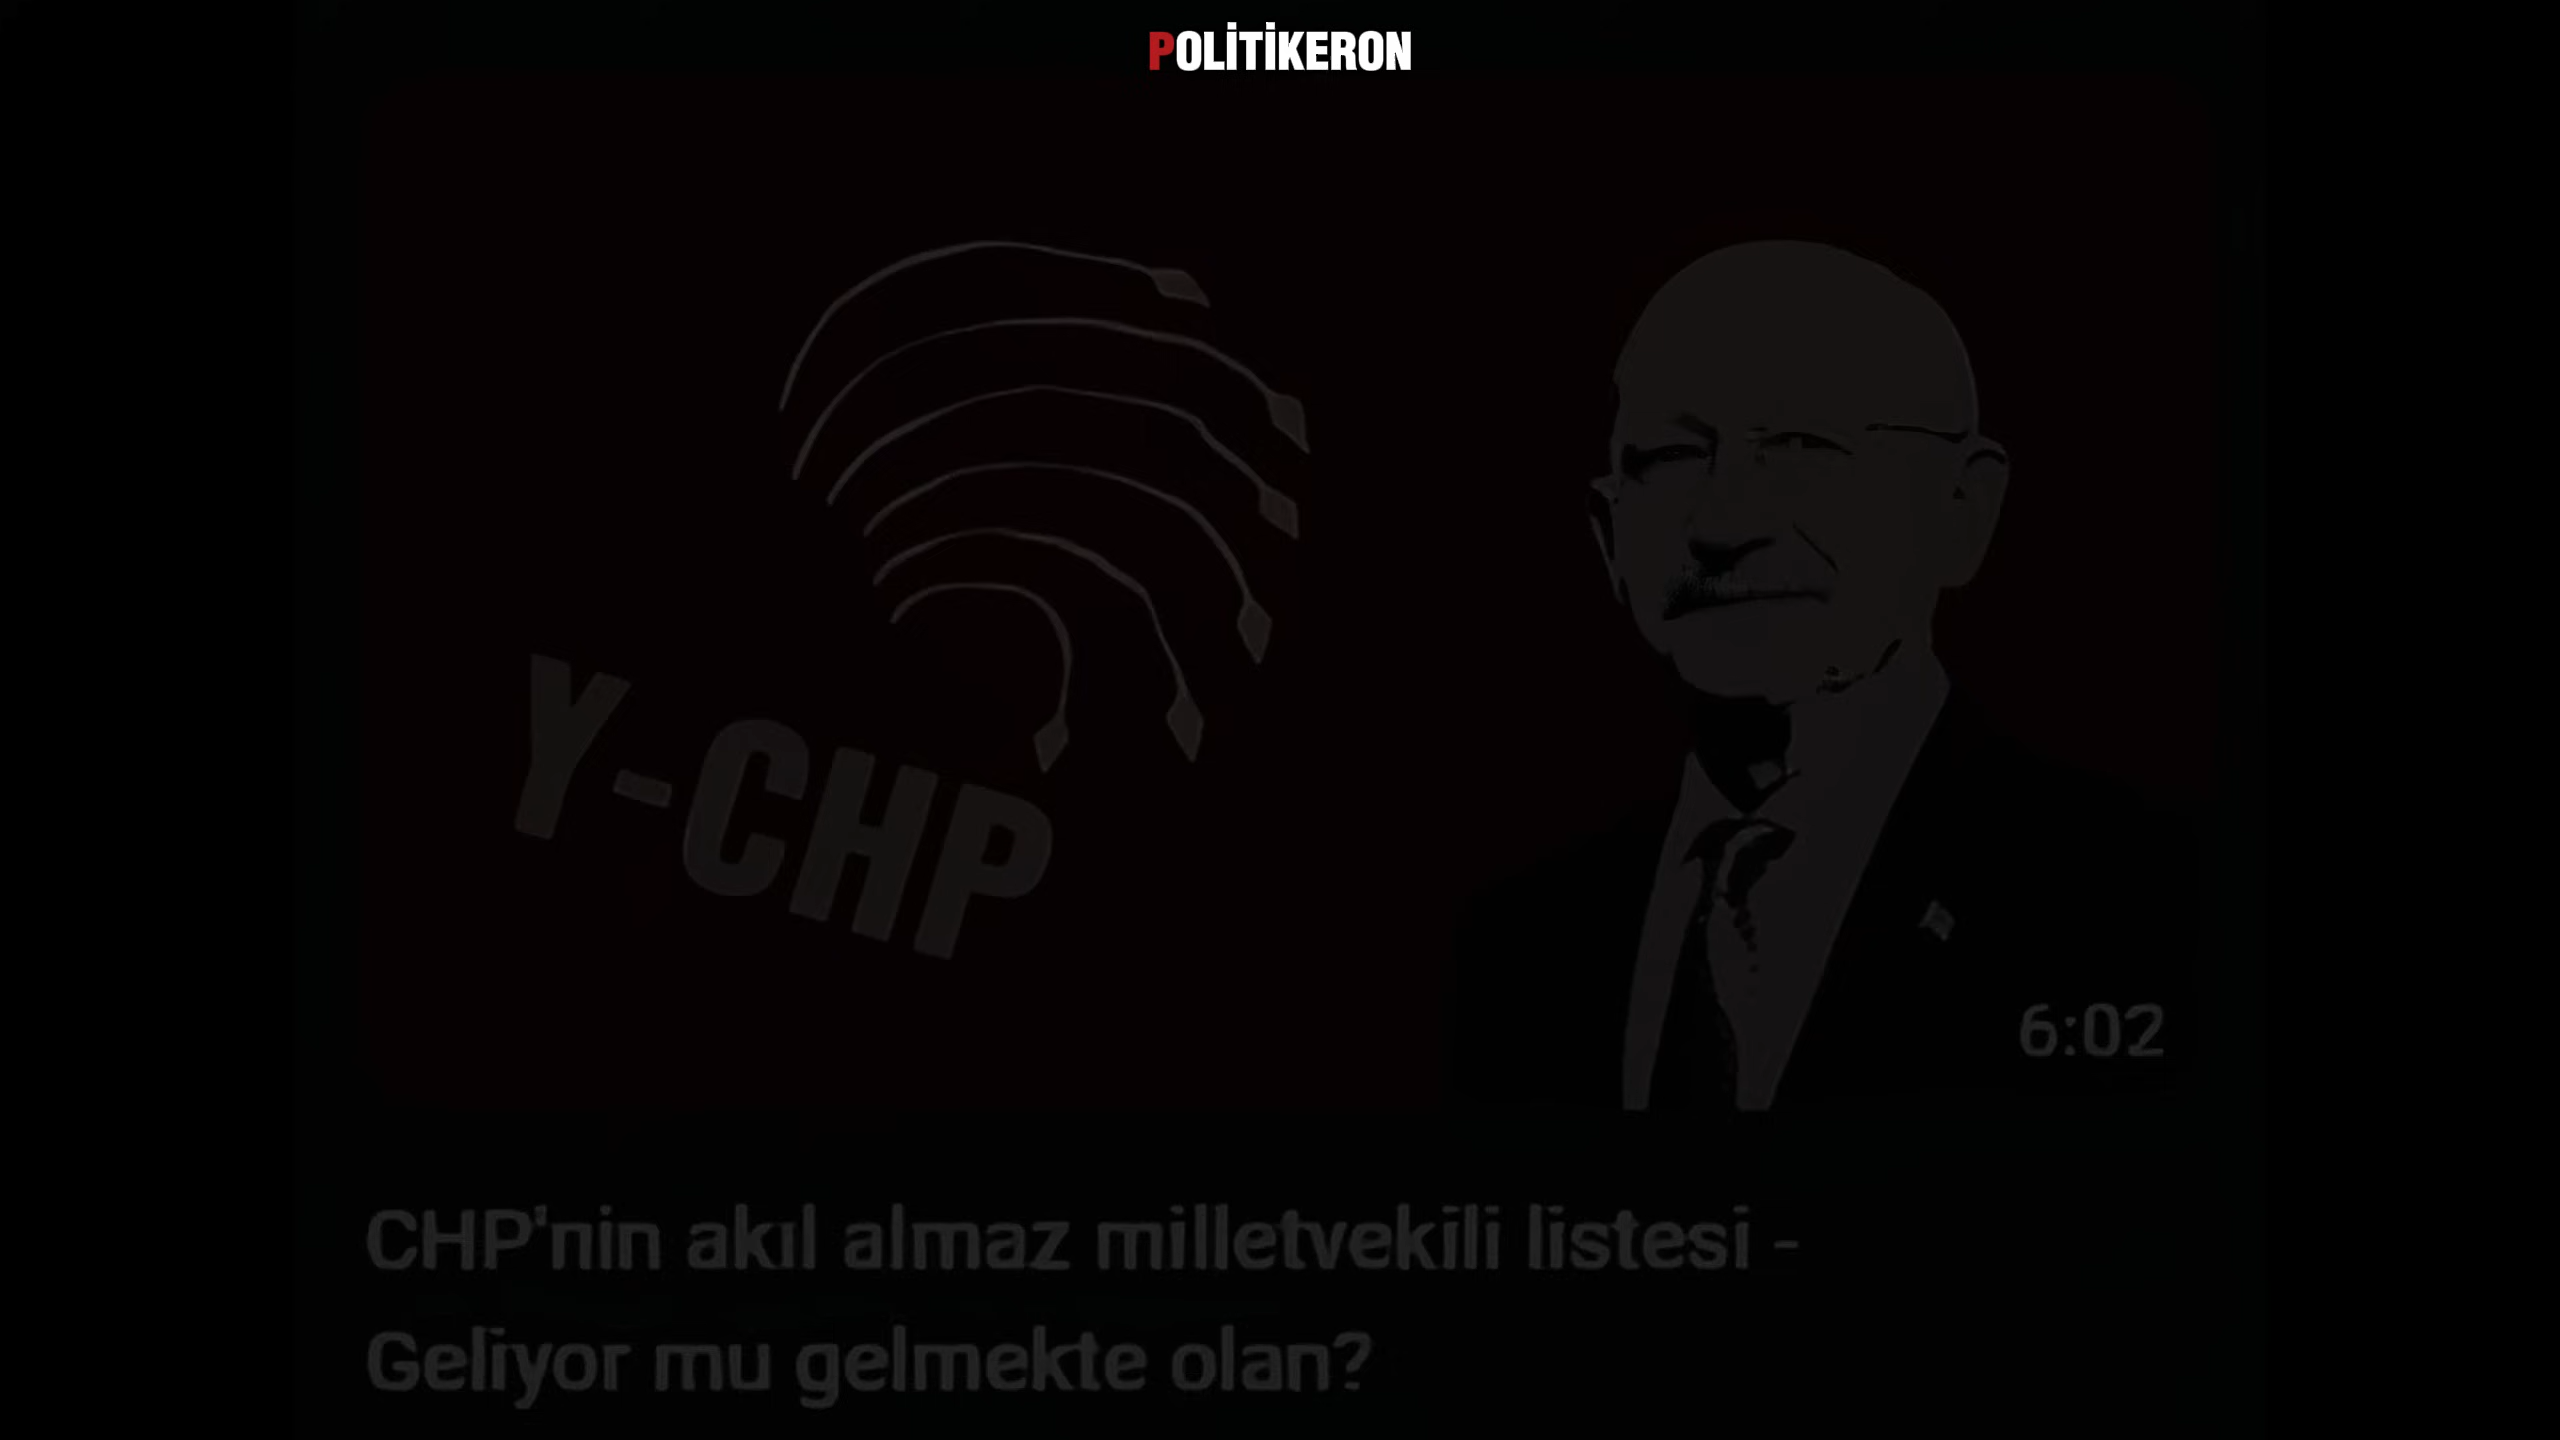 POLİTİKERON
Y-CHP
6:02
CHP'nin akıl almaz milletvekili listesi -
Geliyor mu gelmekte olan?